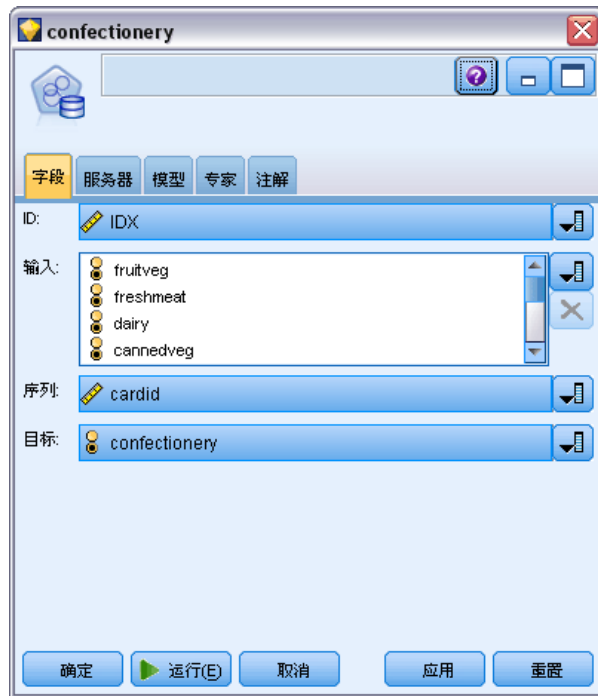 confectionery
字段 服务器 模型 专家 注解
ID: IDX
输入: fruitveg
freshmeat
dairy
cannedveg
序列: cardid
目标: confectionery
确定 运行(E) 取消 应用 重置